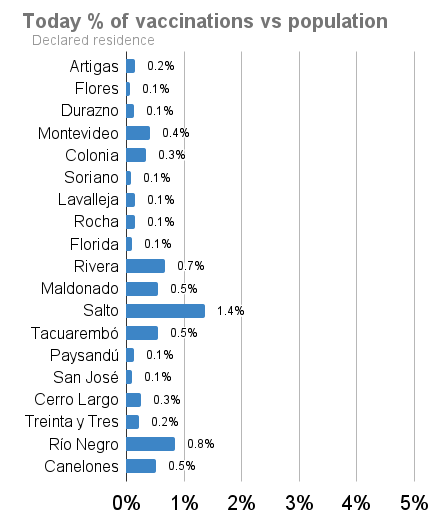 Today % of vaccinations vs population
Declared residence
Artigas 0.2%
Flores 0.1%
Durazno 0.1%
Montevideo 0.4%
Colonia 0.3%
Soriano 0.1%
Lavalleja 0.1%
Rocha 0.1%
Florida 0.1%
Rivera 0.7%
Maldonado 0.5%
Salto 1.4%
Tacuarembó 0.5%
Paysandú 0.1%
San José 0.1%
Cerro Largo 0.3%
Treinta y Tres 0.2%
Río Negro 0.8%
Canelones 0.5%
0% 1% 2% 3% 4% 5%